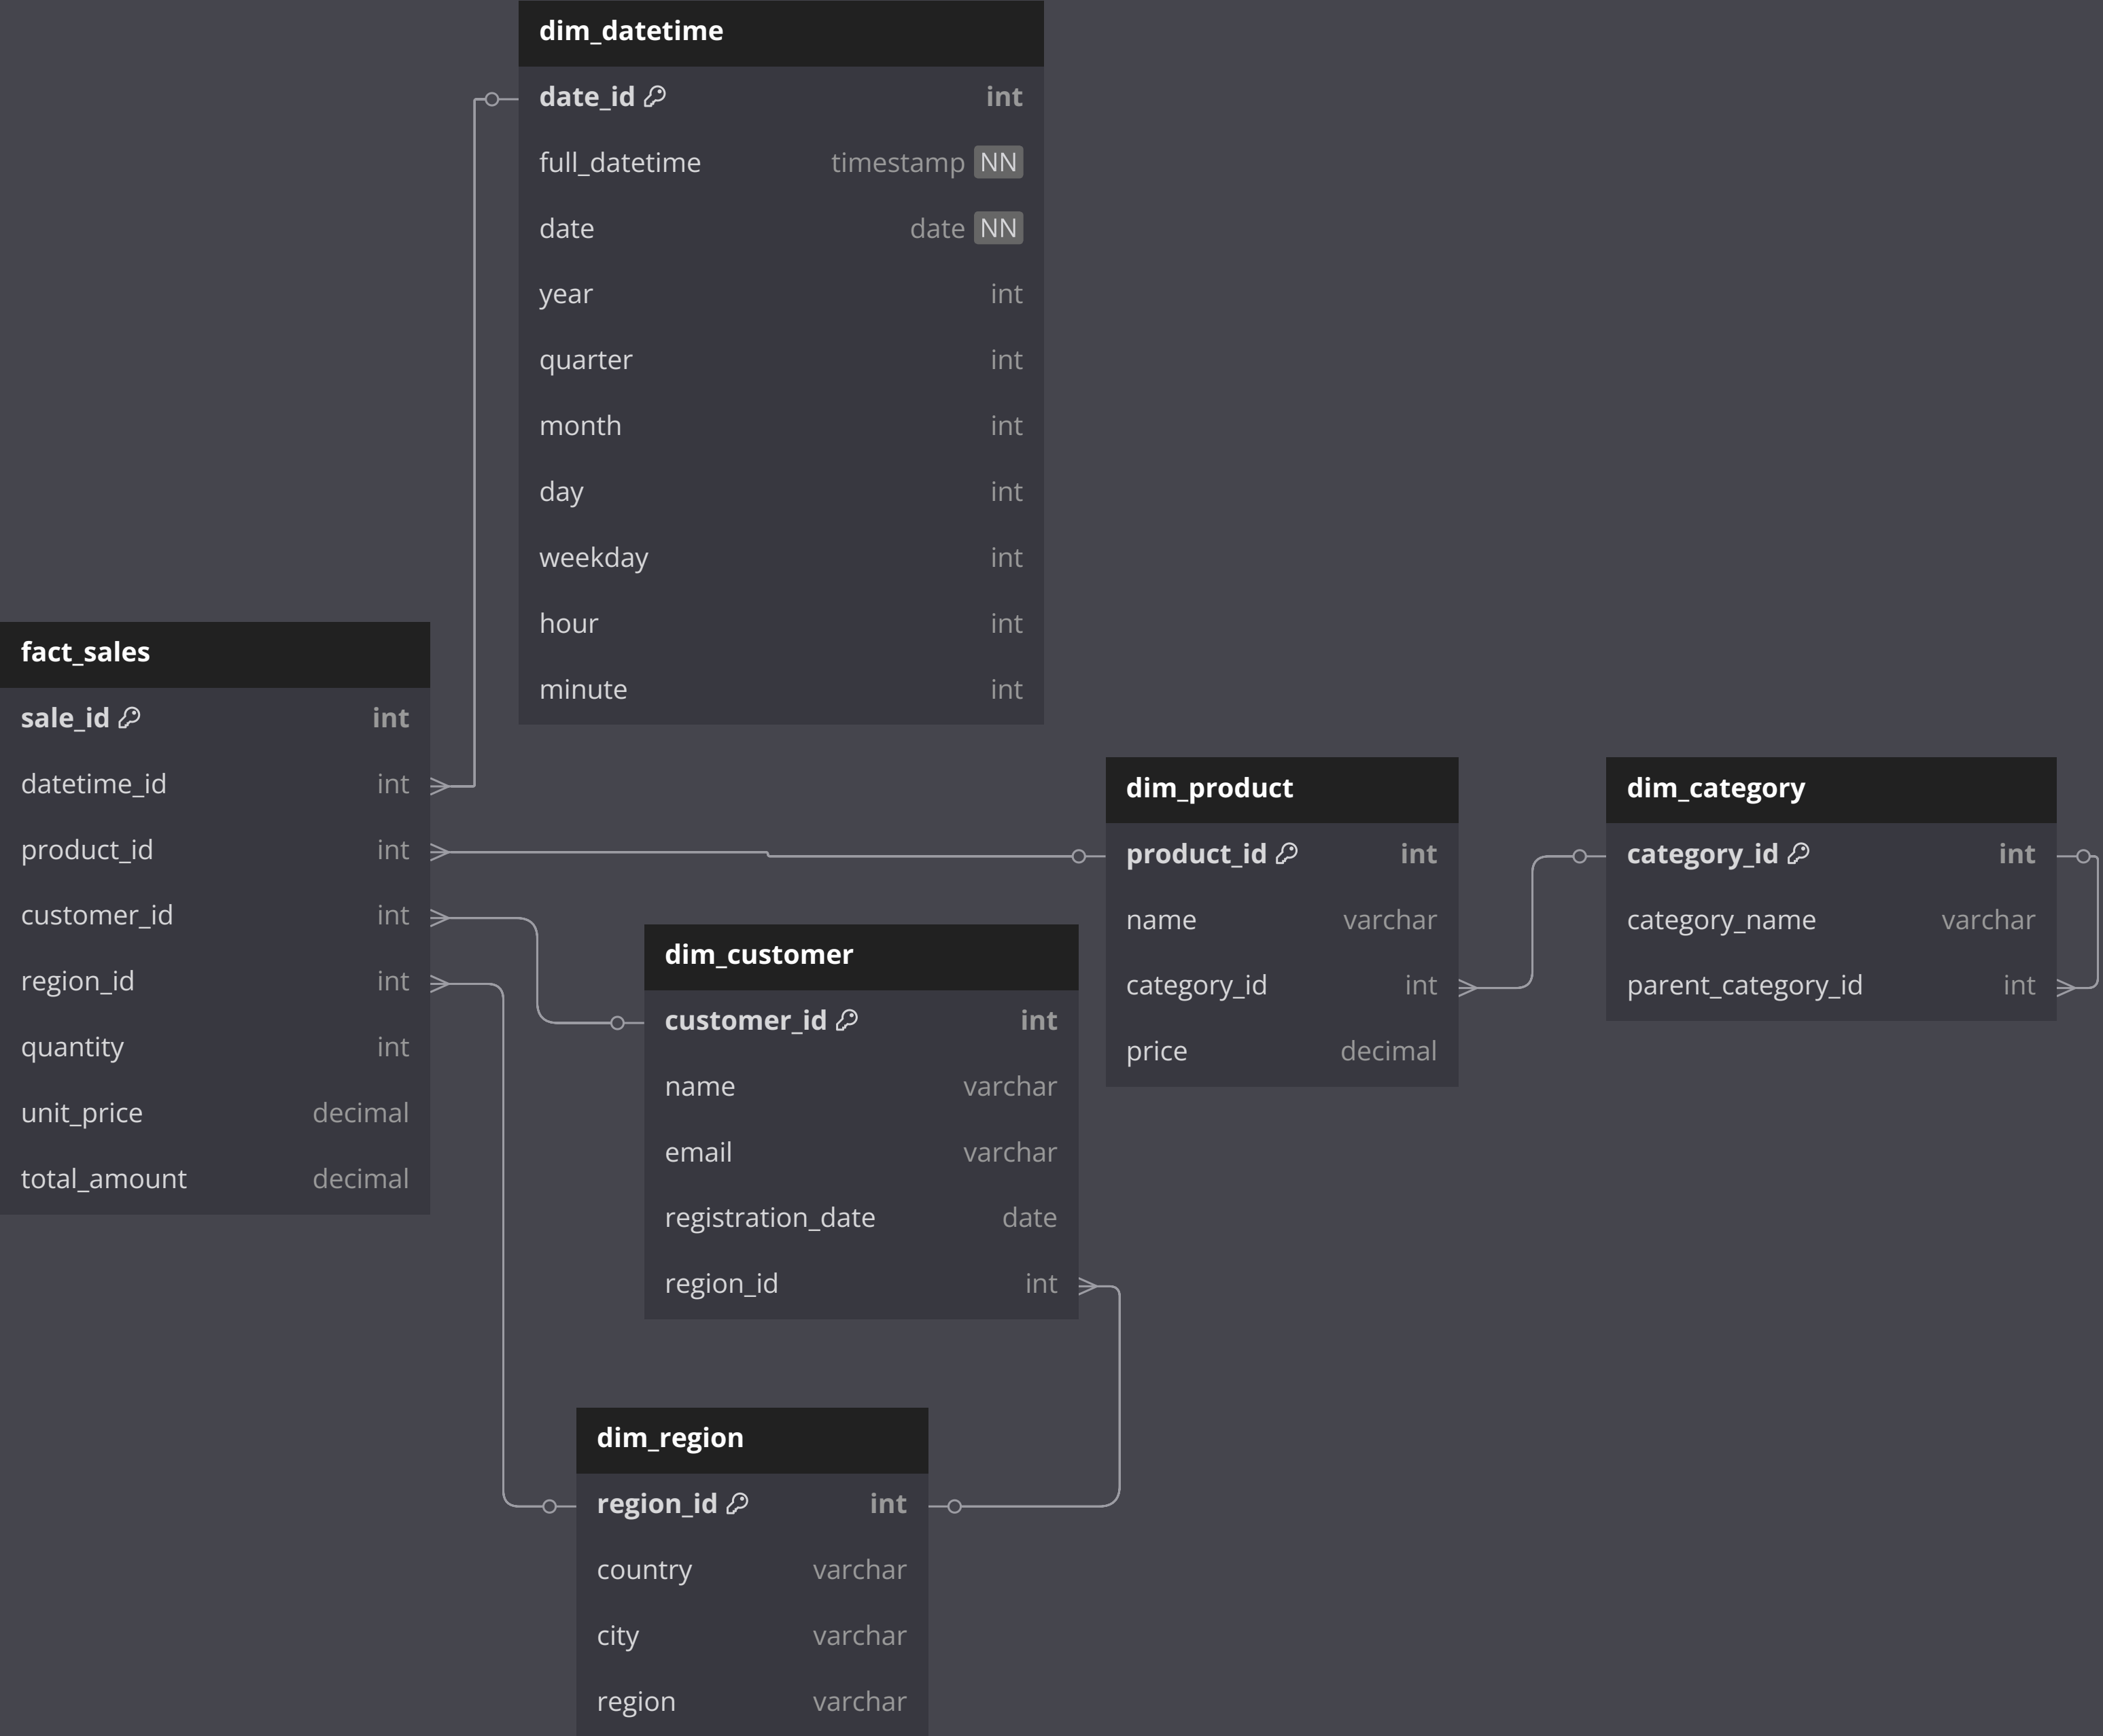 dim_datetime
date_id int
full_datetime timestamp NN
date date NN
year int
quarter int
month int
day int
weekday int
hour int
minute int
fact_sales
sale_id int
datetime_id int
product_id int
customer_id int
region_id int
quantity int
unit_price decimal
total_amount decimal
dim_product
product_id int
name varchar
category_id int
price decimal
dim_category
category_id int
category_name varchar
parent_category_id int
dim_customer
customer_id int
name varchar
email varchar
registration_date date
region_id int
dim_region
region_id int
country varchar
city varchar
region varchar